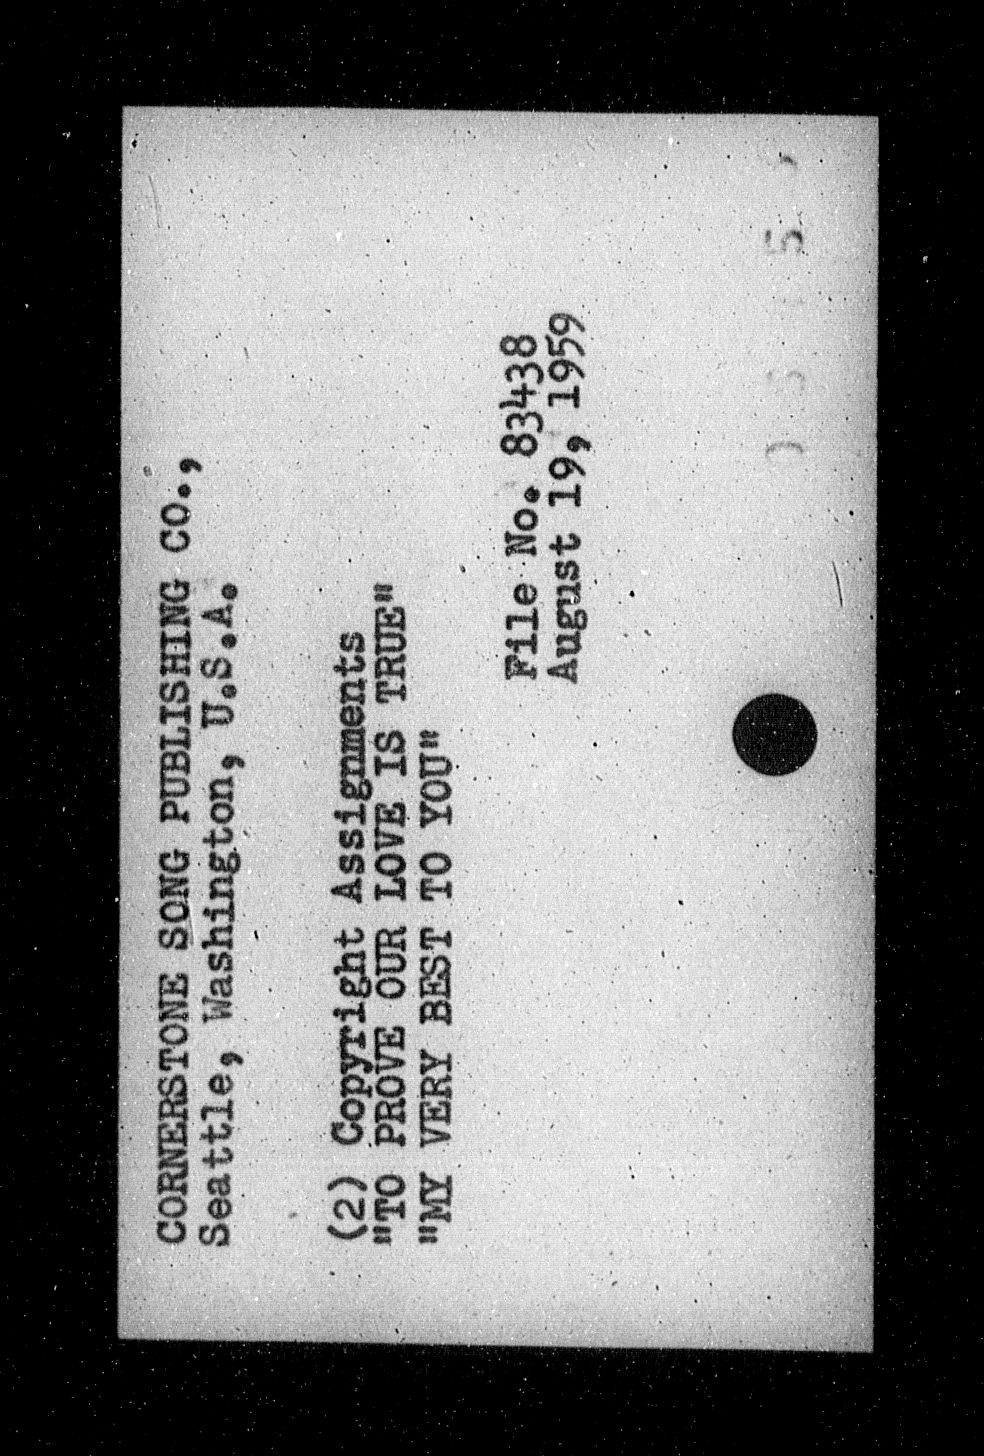 CORNERSTONE SONG PUBLISHING CO.,
Seattle, Washington, U.S.A.
(2) Copyright Assignments
"TO PROVE OUR LOVE IS TRUE"
"MY VERY BEST TO YOU"
File No. 83438
August 19, 1959